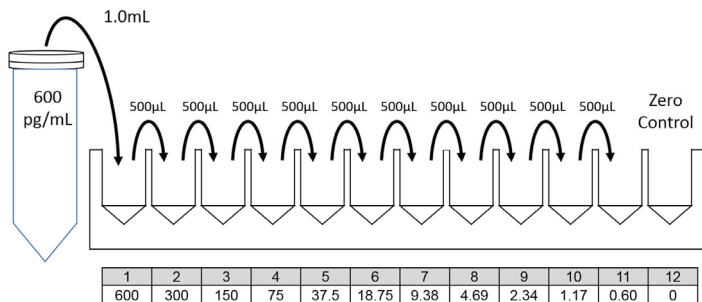 1.0mL
600
pg/mL
500µL 500µL 500µL 500µL 500µL 500µL 500µL 500µL 500µL 500µL
Zero
Control
1 2 3 4 5 6 7 8 9 10 11 12
600 300 150 75 37.5 18.75 9.38 4.69 2.34 1.17 0.60 0